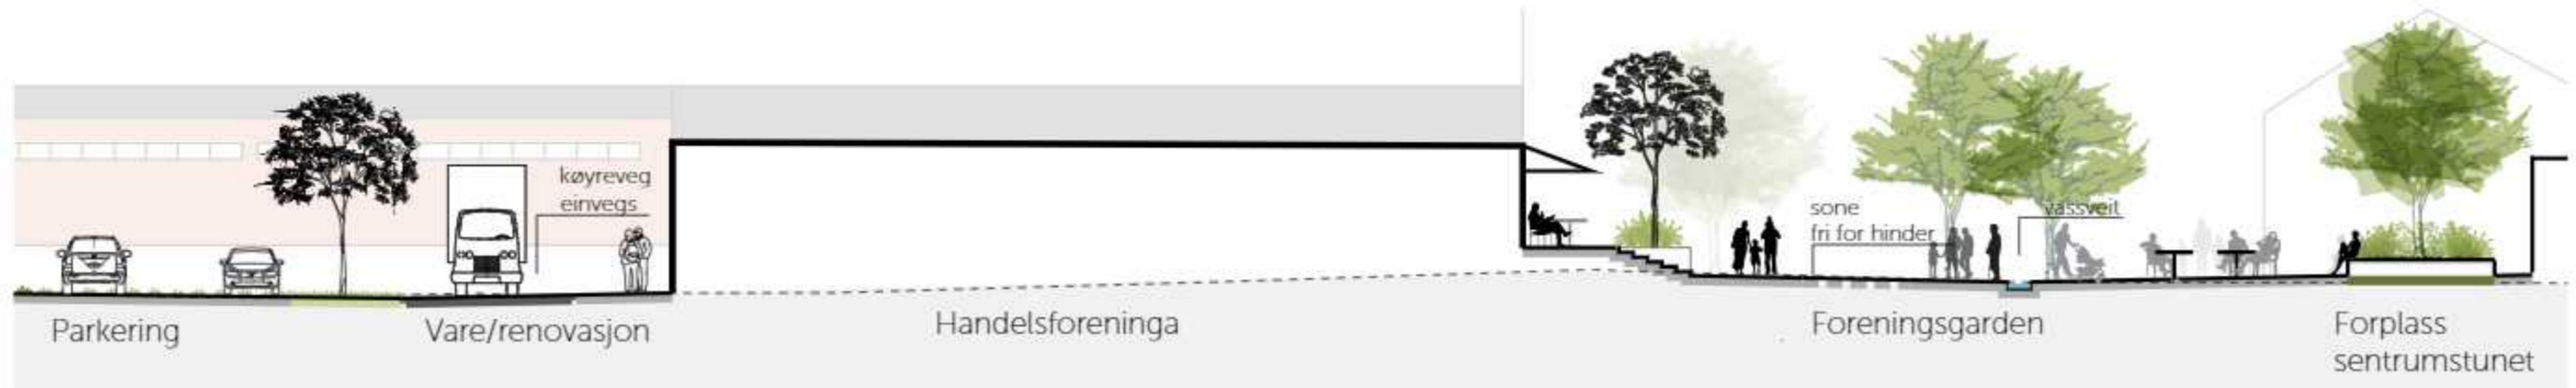 køyreveg
einvegs
sone
fri for hinder
vassveit
Parkering
Vare/renovasjon
Handelsforeninga
Foreningsgarden
Forplass
sentrumstunet